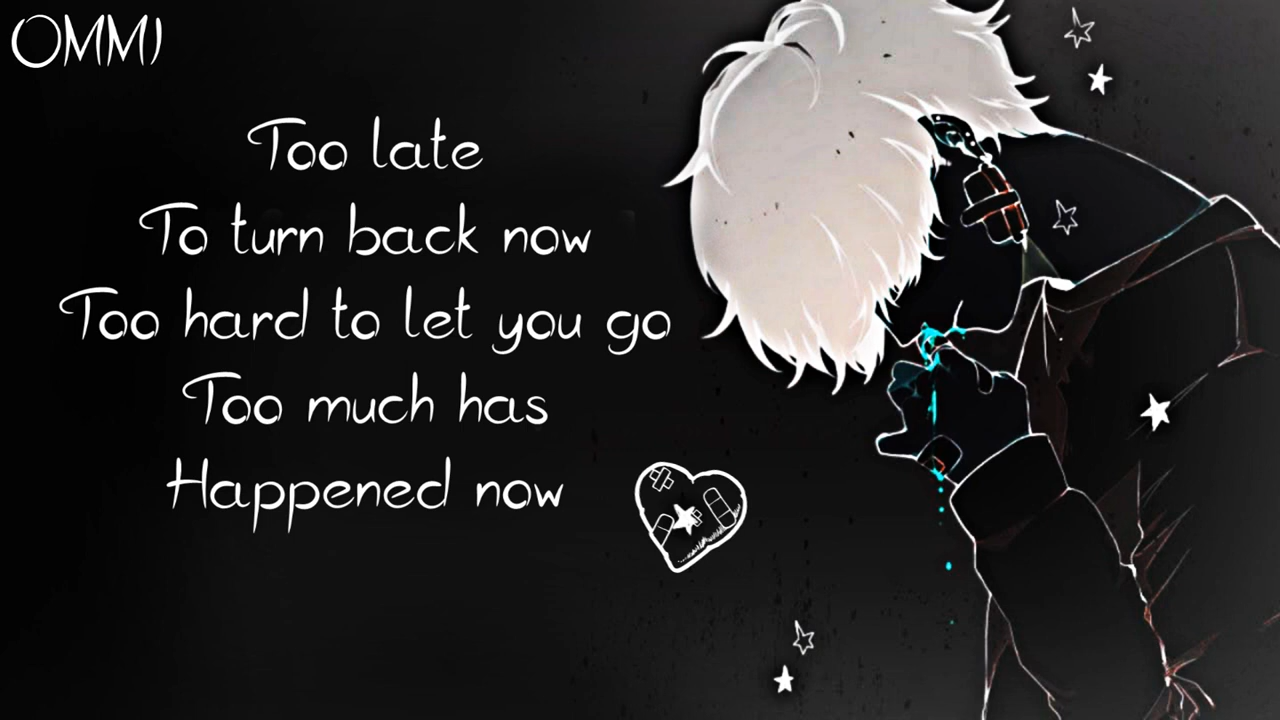 OMMI
Too late
To turn back now
Too hard to let you go
Too much has
Happened now